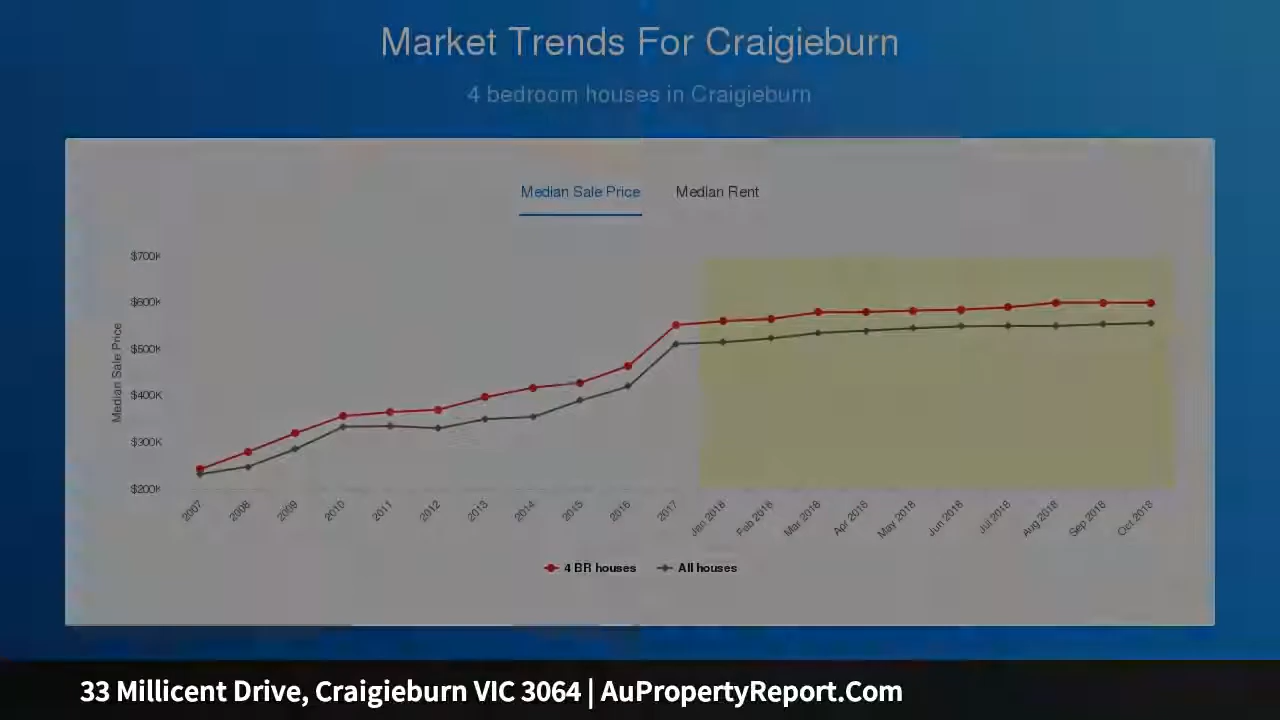 Market Trends For Craigieburn
4 bedroom houses in Craigieburn
Median Sale Price Median Rent
$700K
$600K
$500K
$400K
$300K
$200K
Median Sale Price
2007 2008 2009 2010 2011 2012 2013 2014 2015 2016 2017 Jan 2018 Feb 2018 Mar 2018 Apr 2018 May 2018 Jun 2018 Jul 2018 Aug 2018 Sep 2018 Oct 2018
4 BR houses All houses
33 Millicent Drive, Craigieburn VIC 3064 | AuPropertyReport.Com